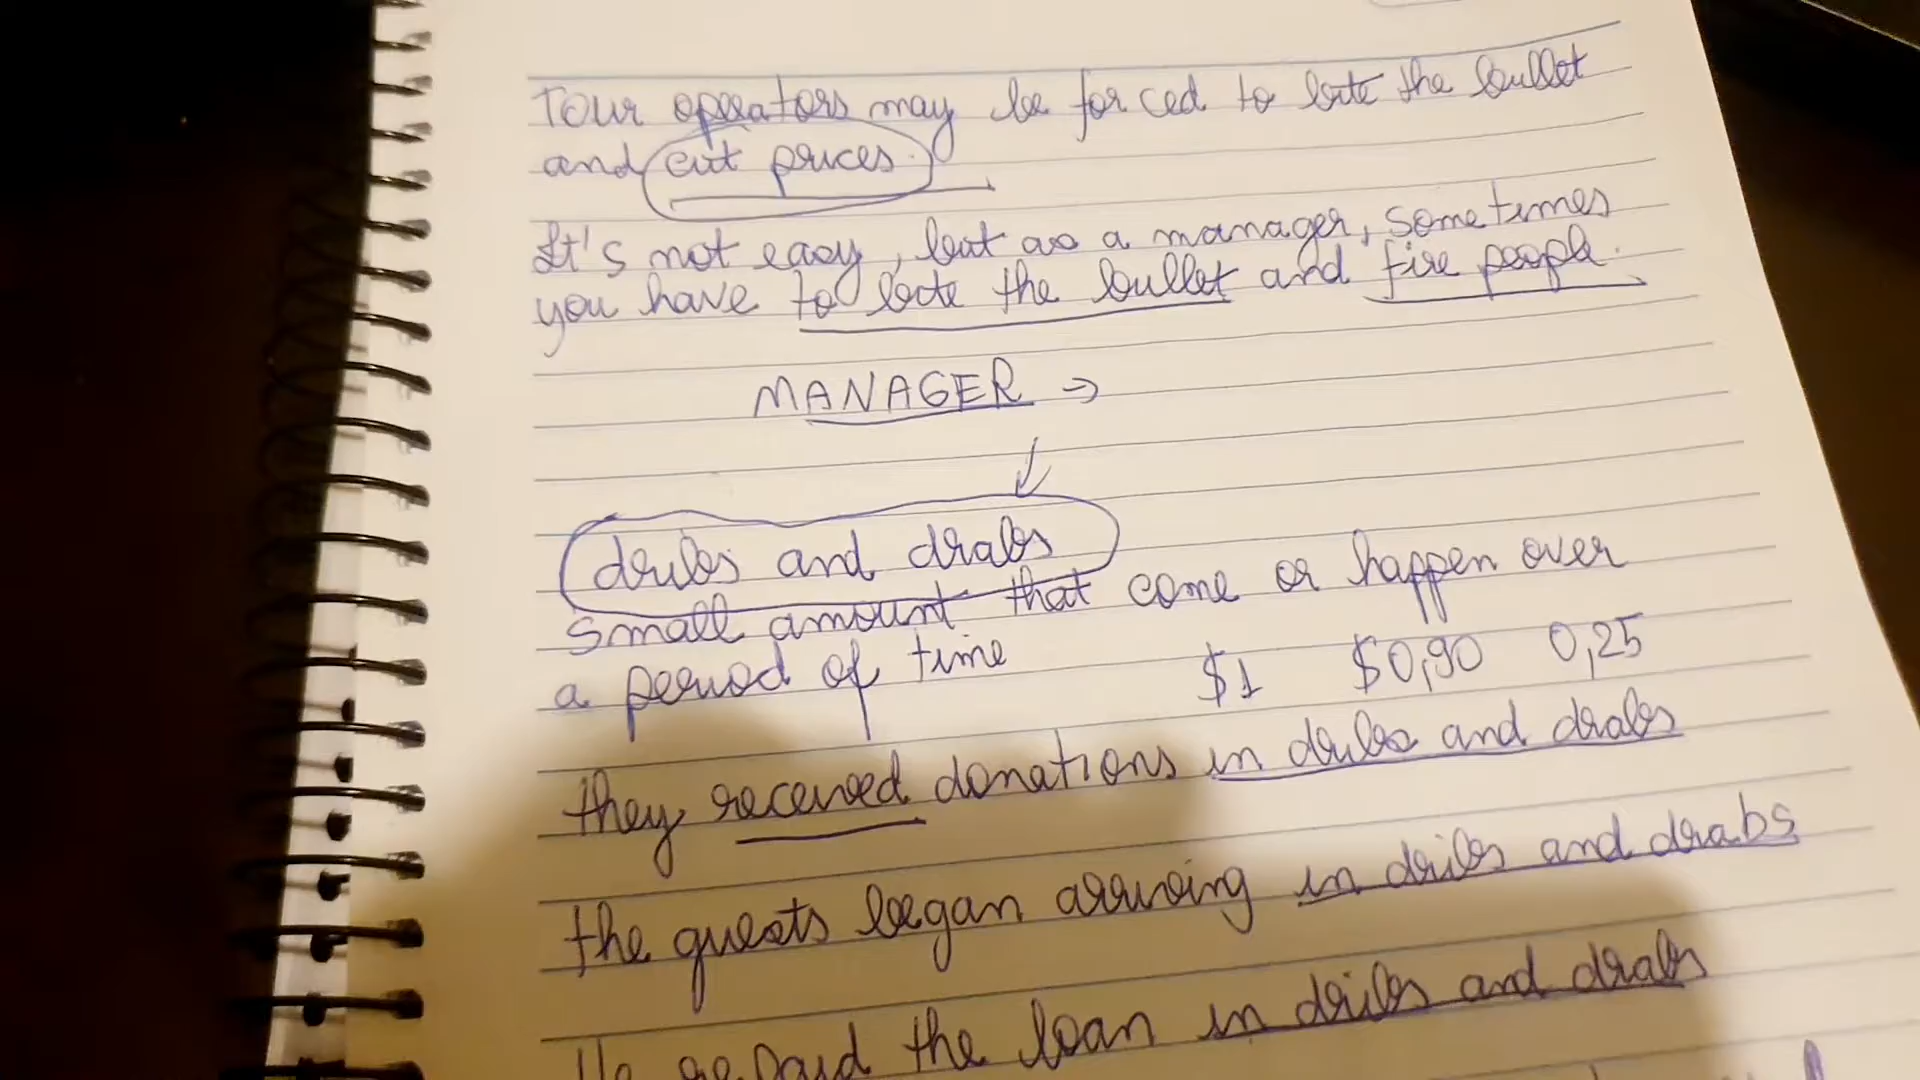 Tour operators may be forced to bite the bullet
and cut prices.
It's not easy, but as a manager, sometimes
you have to bite the bullet and fire people.
MANAGER →
dribs and drabs
small amount that come or happen over
a period of time $1 $0,90 0,25
they received donations in dribs and drabs
the guests began arriving in dribs and drabs
He repaid the loan in dribs and drabs